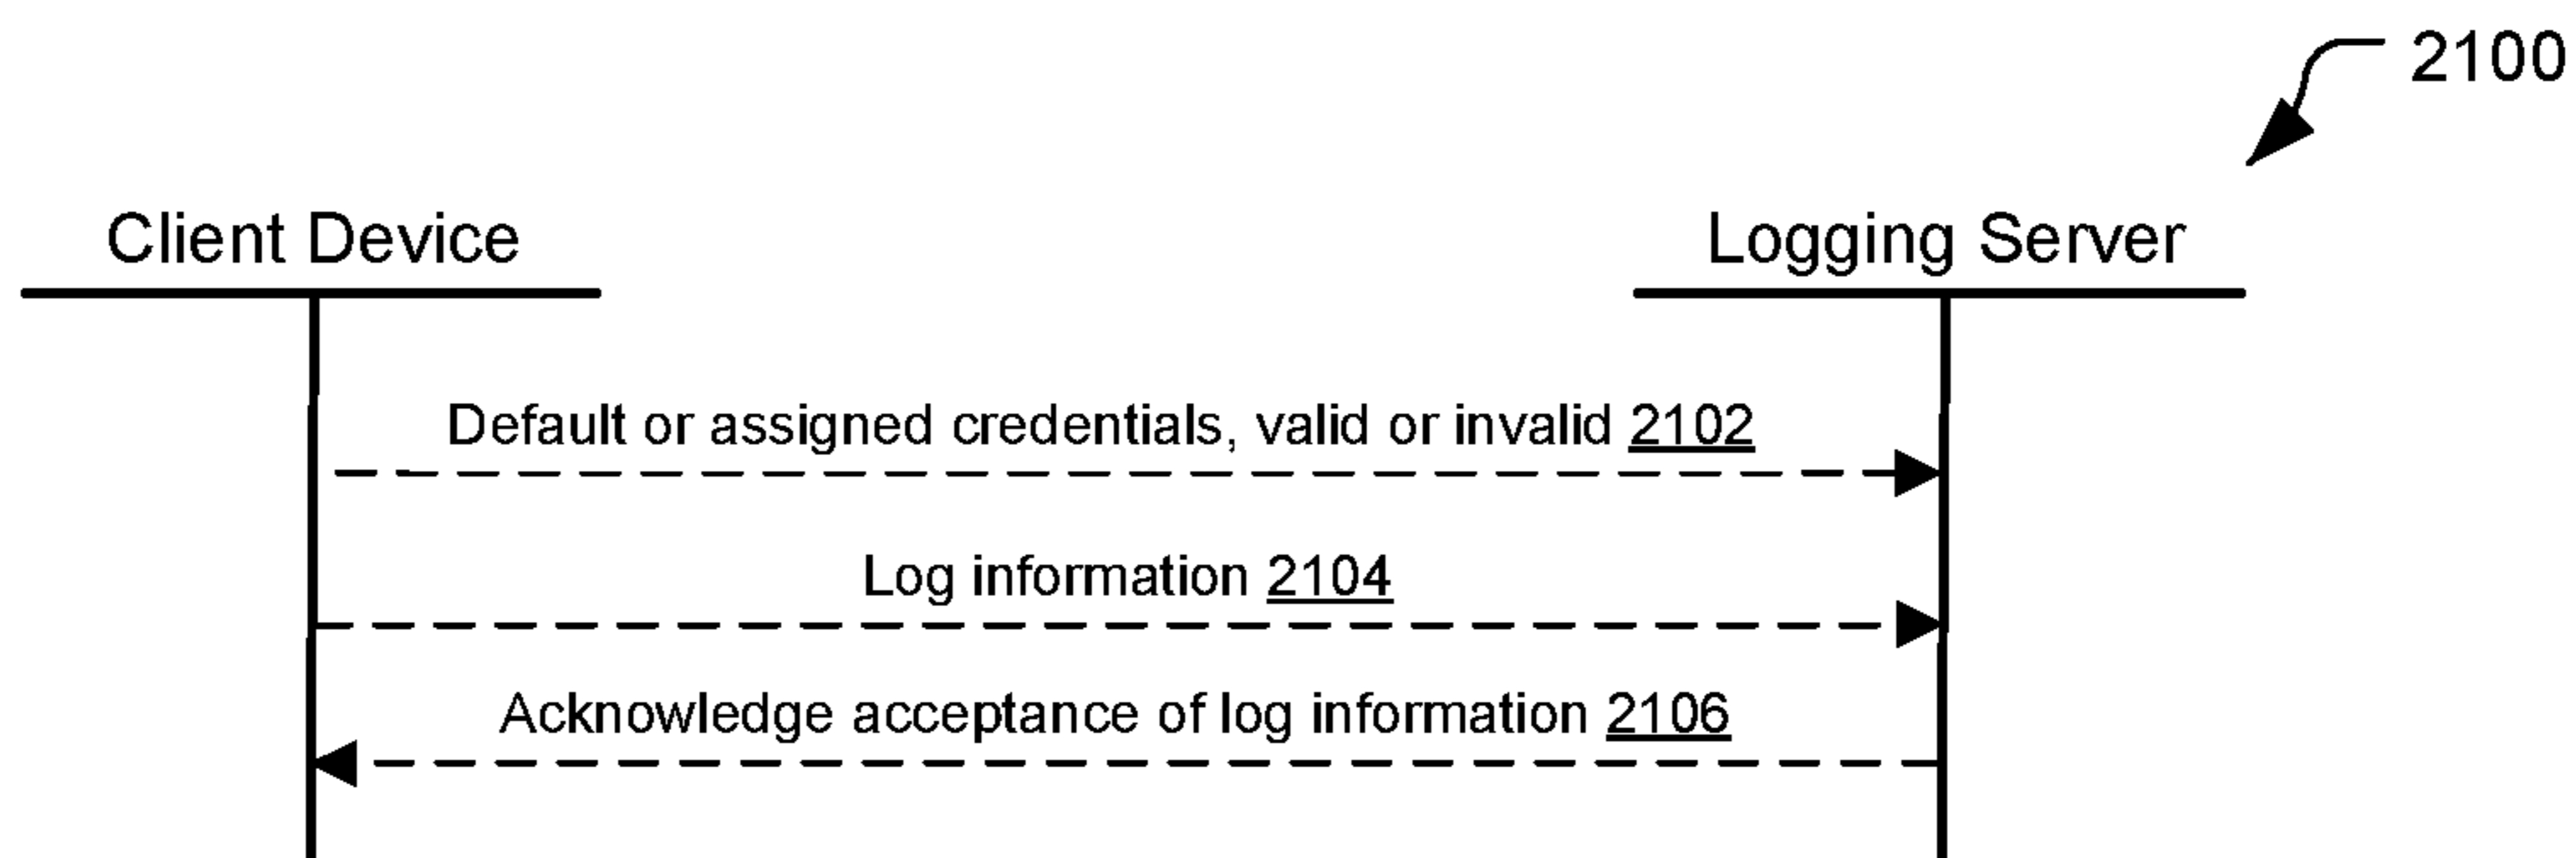 2100
Client Device
Logging Server
Default or assigned credentials, valid or invalid 2102
Log information 2104
Acknowledge acceptance of log information 2106